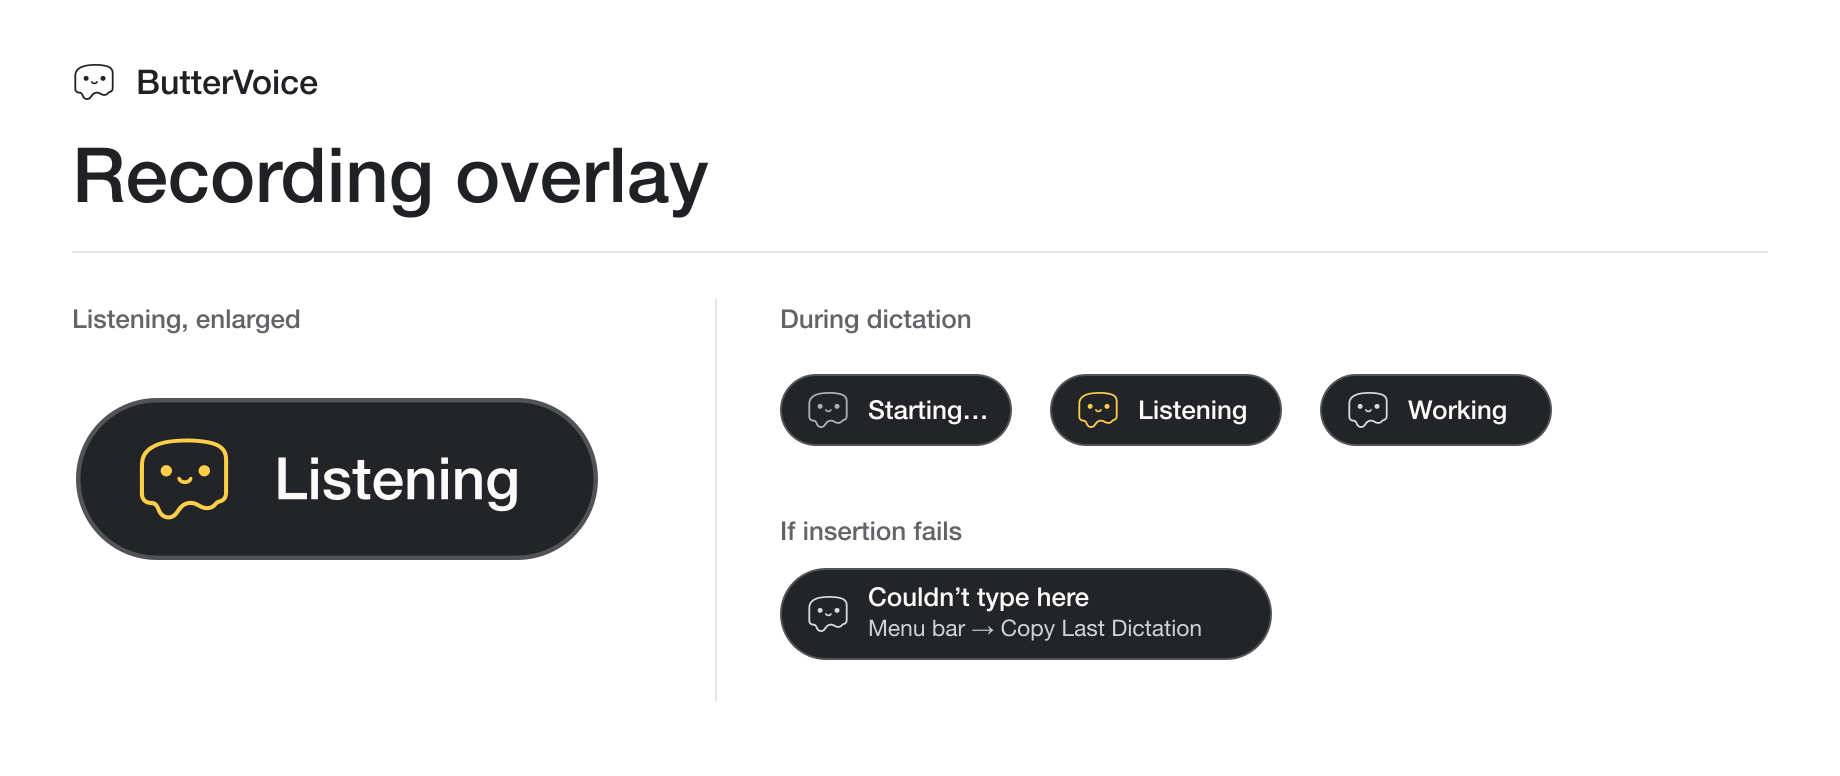 ButterVoice
Recording overlay
Listening, enlarged
Listening
During dictation
Starting…
Listening
Working
If insertion fails
Couldn’t type here
Menu bar → Copy Last Dictation